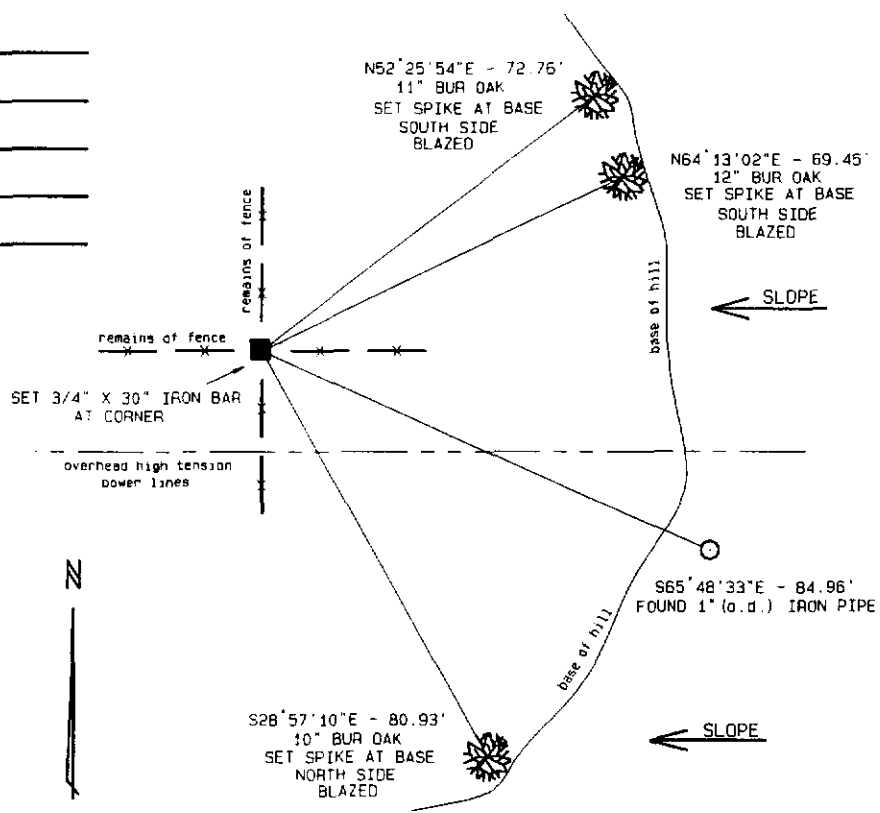 N52°25'54"E - 72.76'
11" BUR OAK
SET SPIKE AT BASE
SOUTH SIDE
BLAZED
N64°13'02"E - 69.45'
12" BUR OAK
SET SPIKE AT BASE
SOUTH SIDE
BLAZED
remains of fence
base of hill
SLOPE
remains of fence
SET 3/4" X 30" IRON BAR
AT CORNER
overhead high tension
power lines
N
S65°48'33"E - 84.96'
FOUND 1" (o.d.) IRON PIPE
base of hill
S28°57'10"E - 80.93'
10" BUR OAK
SET SPIKE AT BASE
NORTH SIDE
BLAZED
SLOPE